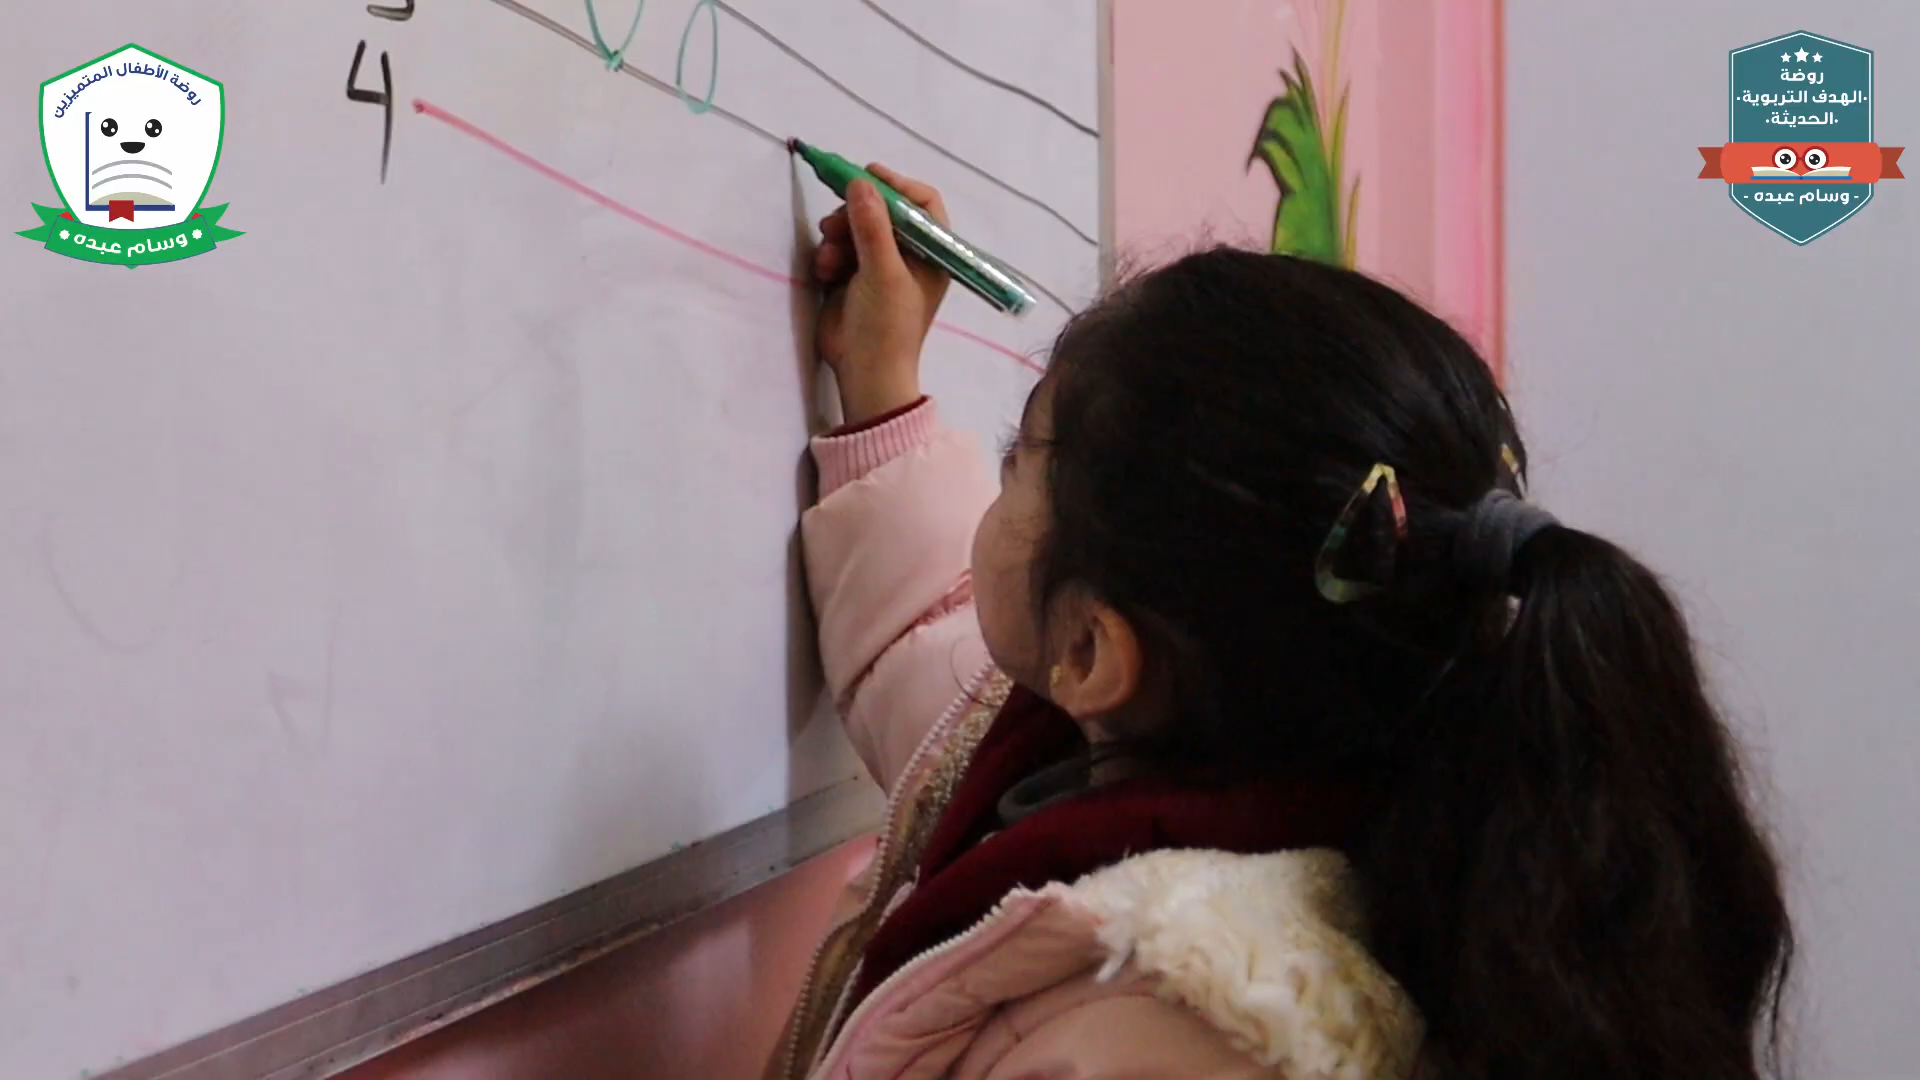 روضة الأطفال المتميزين
وسام عبده
روضة
·الهدف التربوية·
·الحديثة·
- وسام عبده -
4